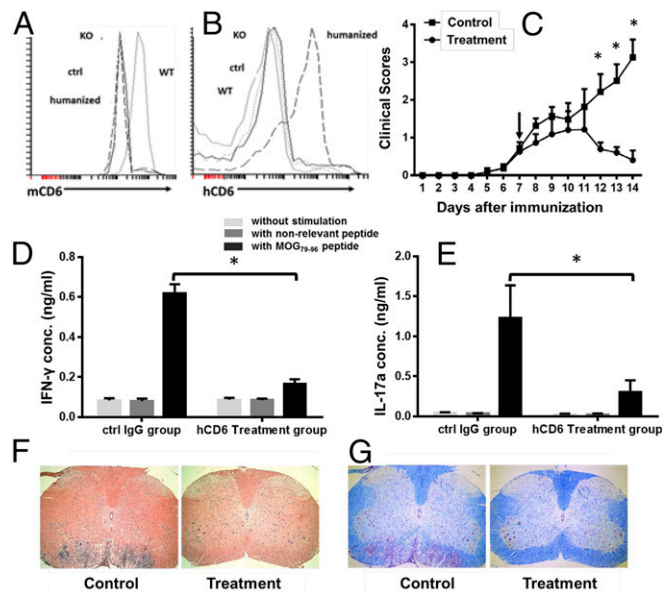 A
KO
ctrl
WT
humanized
mCD6
B
KO
humanized
ctrl
WT
hCD6
C
Control
Treatment
Clinical Scores
4
2
0
*
*
*
1 2 3 4 5 6 7 8 9 10 11 12 13 14
Days after immunization
without stimulation
with non-relevant peptide
with MOG79-96 peptide
D
IFN-γ conc. (ng/ml)
0.6
0.4
0.2
0.0
*
ctrl IgG group
hCD6 Treatment group
E
IL-17a conc. (ng/ml)
2.0
1.5
1.0
0.5
0.0
*
ctrl IgG group
hCD6 Treatment group
F
Control
Treatment
G
Control
Treatment